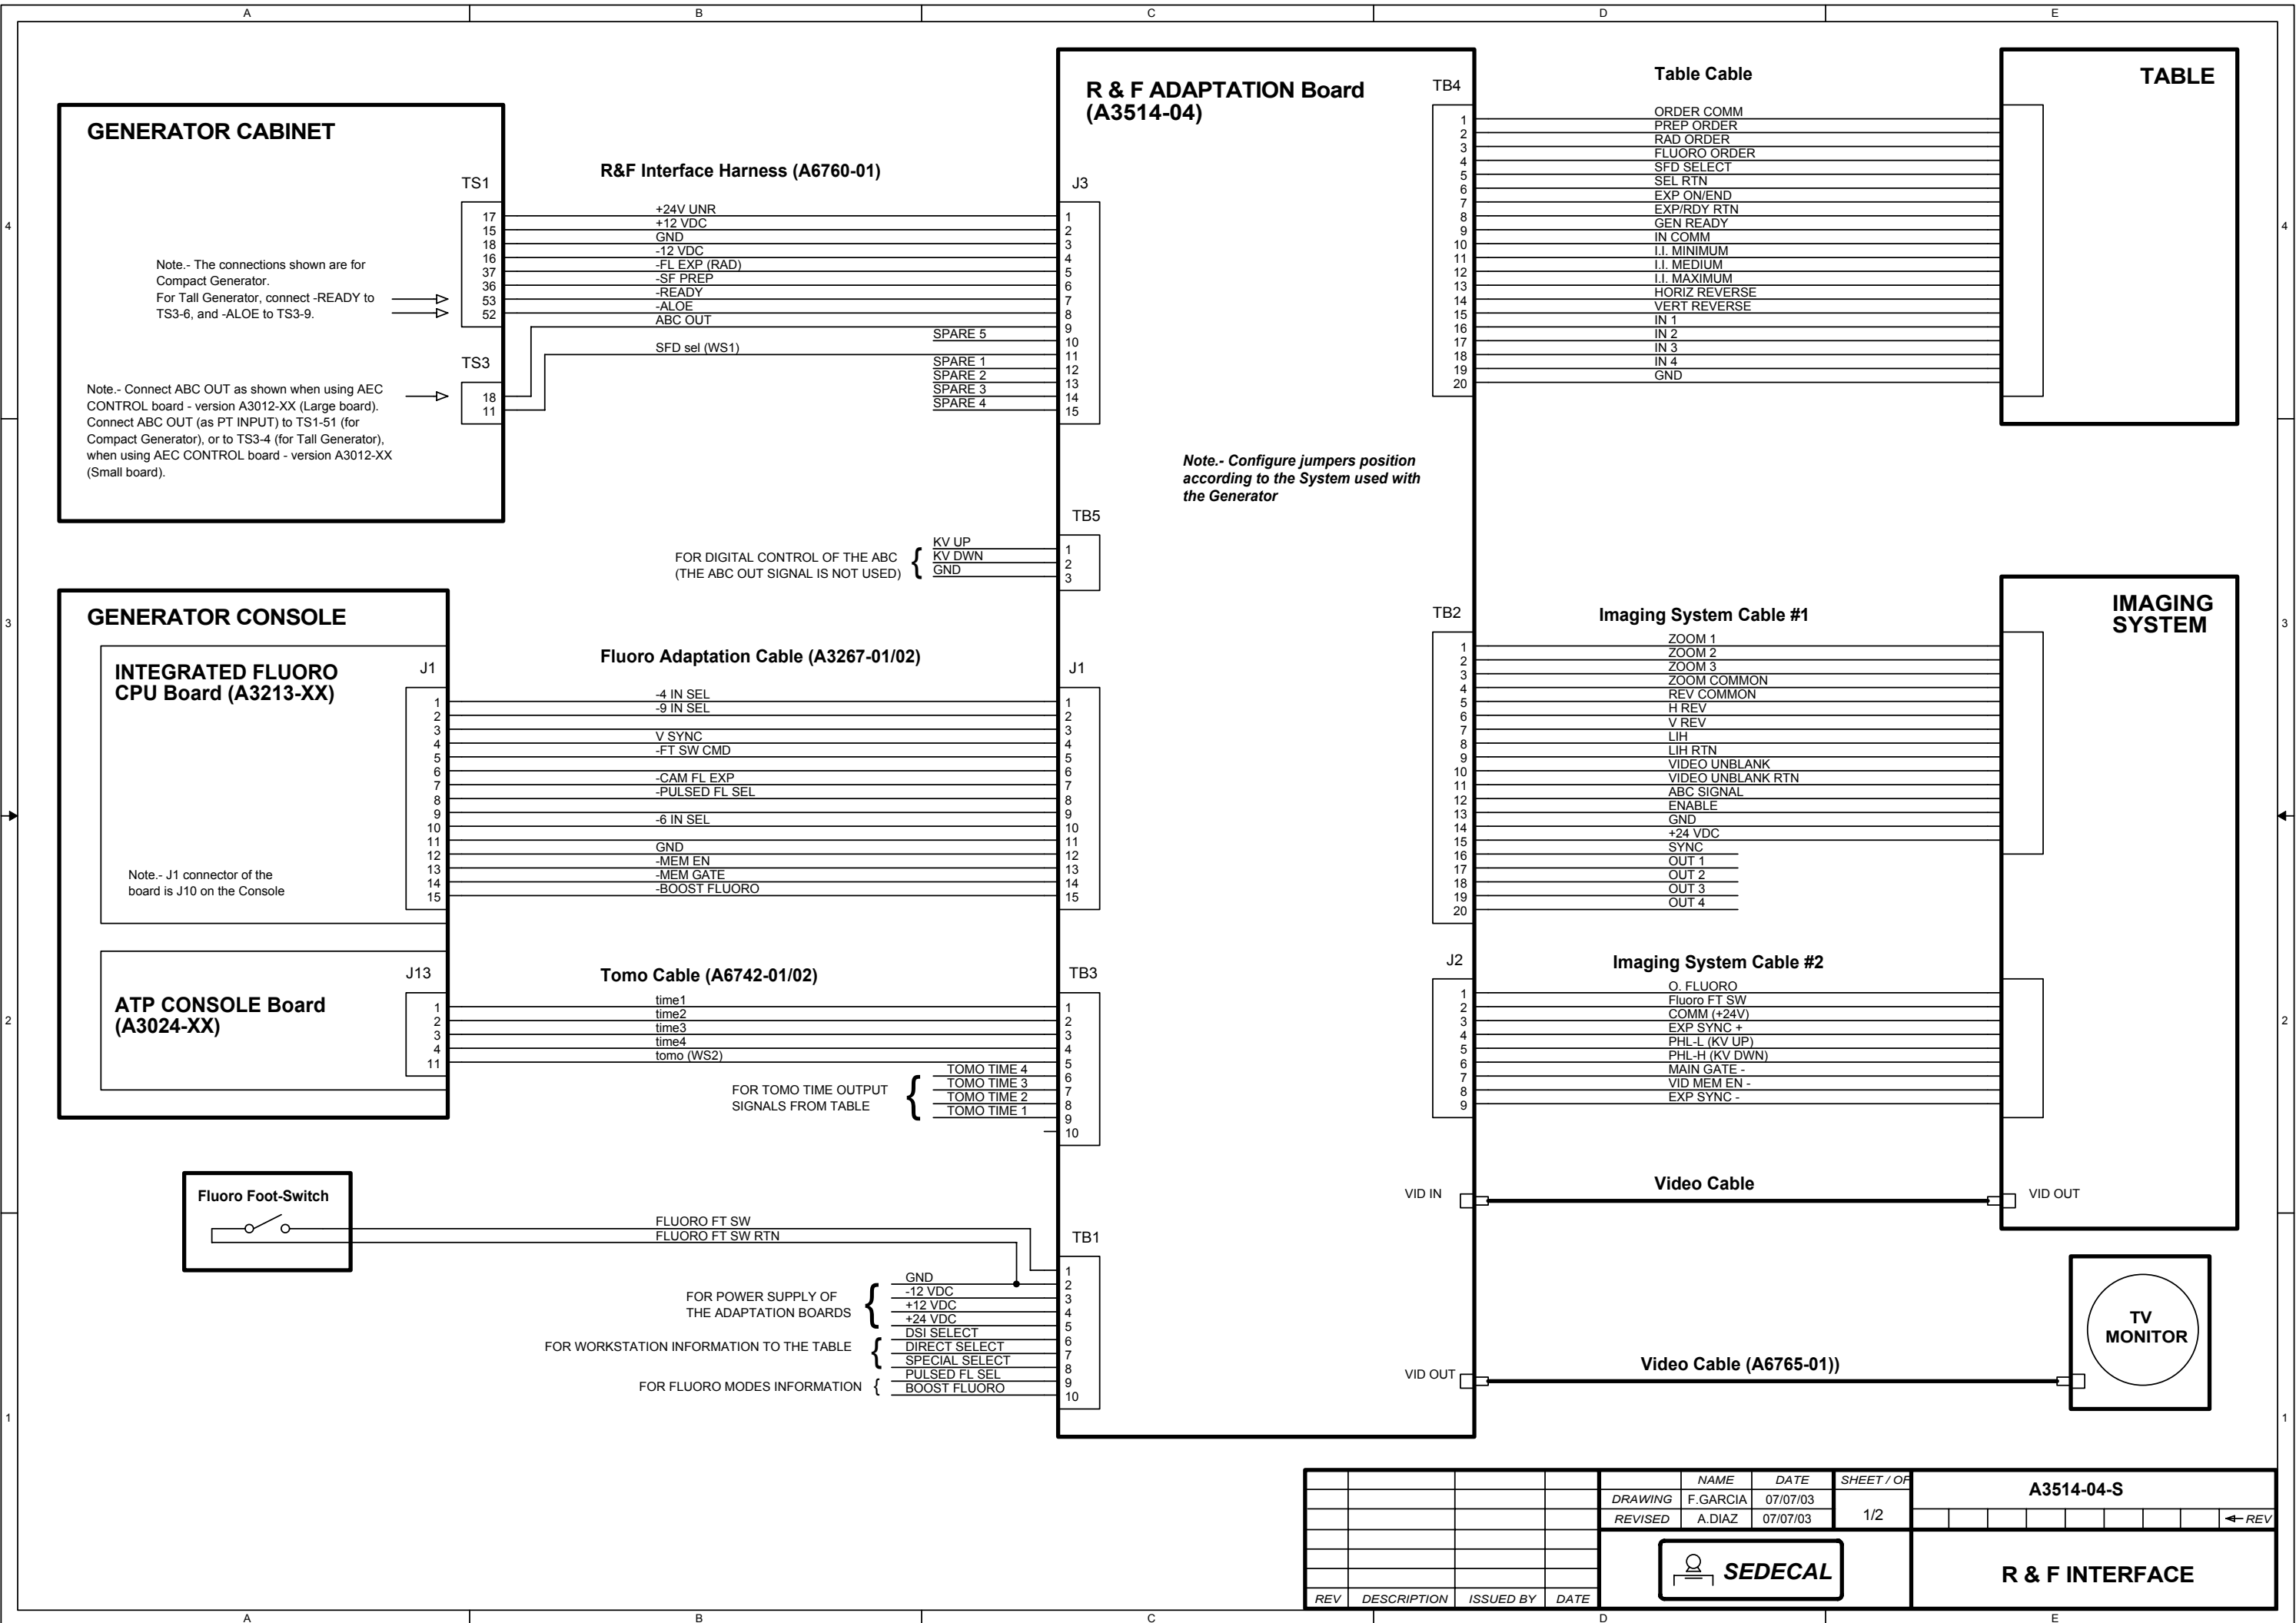 A B C D E
4
3
2
1
GENERATOR CABINET
Note.- The connections shown are for
Compact Generator.
For Tall Generator, connect -READY to
TS3-6, and -ALOE to TS3-9.
Note.- Connect ABC OUT as shown when using AEC
CONTROL board - version A3012-XX (Large board).
Connect ABC OUT (as PT INPUT) to TS1-51 (for
Compact Generator), or to TS3-4 (for Tall Generator),
when using AEC CONTROL board - version A3012-XX
(Small board).
R&F Interface Harness (A6760-01)
TS1 J3
17 +24V UNR 1
15 +12 VDC 2
18 GND 3
16 -12 VDC 4
37 -FL EXP (RAD) 5
36 -SF PREP 6
53 -READY 7
52 -ALOE 8
ABC OUT 9
SPARE 5 10
SFD sel (WS1) 11
SPARE 1 12
SPARE 2 13
SPARE 3 14
SPARE 4 15
TS3
18
11
R & F ADAPTATION Board
(A3514-04)
Note.- Configure jumpers position
according to the System used with
the Generator
TB5
FOR DIGITAL CONTROL OF THE ABC
(THE ABC OUT SIGNAL IS NOT USED)
{
KV UP 1
KV DWN 2
GND 3
GENERATOR CONSOLE
INTEGRATED FLUORO
CPU Board (A3213-XX)
Note.- J1 connector of the
board is J10 on the Console
Fluoro Adaptation Cable (A3267-01/02)
J1 J1
1 -4 IN SEL 1
2 -9 IN SEL 2
3 3
4 V SYNC 4
5 -FT SW CMD 5
6 6
7 -CAM FL EXP 7
8 -PULSED FL SEL 8
9 9
10 -6 IN SEL 10
11 11
12 GND 12
13 -MEM EN 13
14 -MEM GATE 14
15 -BOOST FLUORO 15
ATP CONSOLE Board
(A3024-XX)
Tomo Cable (A6742-01/02)
J13 TB3
1 time1 1
2 time2 2
3 time3 3
4 time4 4
11 tomo (WS2) 5
FOR TOMO TIME OUTPUT
SIGNALS FROM TABLE
{
TOMO TIME 4 6
TOMO TIME 3 7
TOMO TIME 2 8
TOMO TIME 1 9
10
Fluoro Foot-Switch
FLUORO FT SW
FLUORO FT SW RTN
TB1
1
FOR POWER SUPPLY OF
THE ADAPTATION BOARDS
{
GND 2
-12 VDC 3
+12 VDC 4
+24 VDC 5
FOR WORKSTATION INFORMATION TO THE TABLE
{
DSI SELECT 6
DIRECT SELECT 7
SPECIAL SELECT 8
FOR FLUORO MODES INFORMATION
{
PULSED FL SEL 9
BOOST FLUORO 10
TB4
Table Cable
TABLE
1 ORDER COMM
2 PREP ORDER
3 RAD ORDER
4 FLUORO ORDER
5 SFD SELECT
6 SEL RTN
7 EXP ON/END
8 EXP/RDY RTN
9 GEN READY
10 IN COMM
11 I.I. MINIMUM
12 I.I. MEDIUM
13 I.I. MAXIMUM
14 HORIZ REVERSE
15 VERT REVERSE
16 IN 1
17 IN 2
18 IN 3
19 IN 4
20 GND
TB2
Imaging System Cable #1
IMAGING
SYSTEM
1 ZOOM 1
2 ZOOM 2
3 ZOOM 3
4 ZOOM COMMON
5 REV COMMON
6 H REV
7 V REV
8 LIH
9 LIH RTN
10 VIDEO UNBLANK
11 VIDEO UNBLANK RTN
12 ABC SIGNAL
13 ENABLE
14 GND
15 +24 VDC
16 SYNC
17 OUT 1
18 OUT 2
19 OUT 3
20 OUT 4
J2
Imaging System Cable #2
1 O. FLUORO
2 Fluoro FT SW
3 COMM (+24V)
4 EXP SYNC +
5 PHL-L (KV UP)
6 PHL-H (KV DWN)
7 MAIN GATE -
8 VID MEM EN -
9 EXP SYNC -
VID IN Video Cable VID OUT
VID OUT Video Cable (A6765-01))
TV
MONITOR
NAME DATE SHEET / OF
DRAWING F.GARCIA 07/07/03
REVISED A.DIAZ 07/07/03 1/2
A3514-04-S
REV
SEDECAL
R & F INTERFACE
REV DESCRIPTION ISSUED BY DATE
4
3
2
1
A B C D E